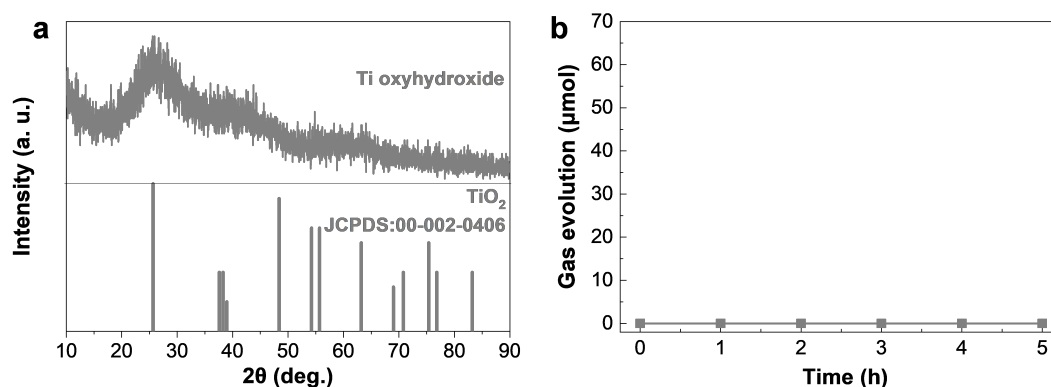 a
Intensity (a. u.)
Ti oxyhydroxide
TiO₂
JCPDS:00-002-0406
10 20 30 40 50 60 70 80 90
2θ (deg.)
b
Gas evolution (μmol)
70
60
50
40
30
20
10
0
0 1 2 3 4 5
Time (h)